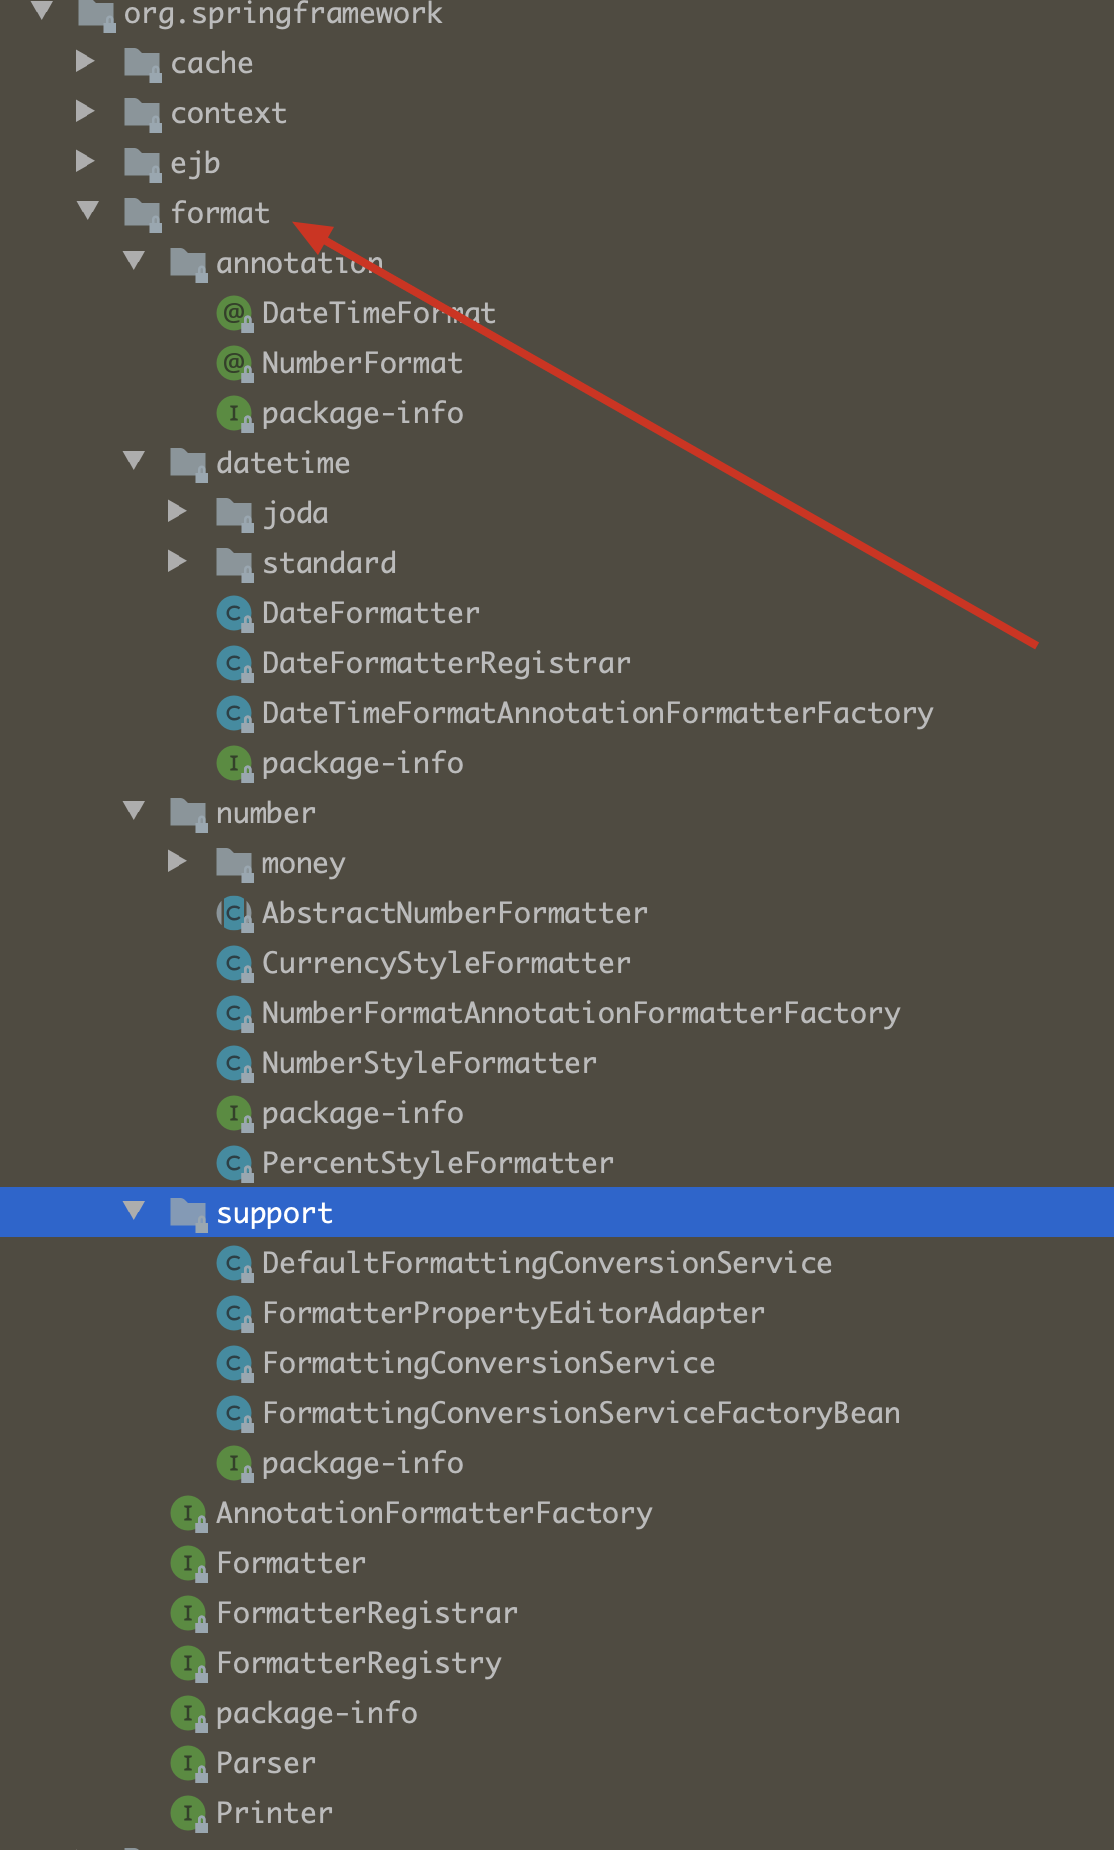 org.springframework
cache
context
ejb
format
annotation
DateTimeFormat
NumberFormat
package-info
datetime
joda
standard
DateFormatter
DateFormatterRegistrar
DateTimeFormatAnnotationFormatterFactory
package-info
number
money
AbstractNumberFormatter
CurrencyStyleFormatter
NumberFormatAnnotationFormatterFactory
NumberStyleFormatter
package-info
PercentStyleFormatter
support
DefaultFormattingConversionService
FormatterPropertyEditorAdapter
FormattingConversionService
FormattingConversionServiceFactoryBean
package-info
AnnotationFormatterFactory
Formatter
FormatterRegistrar
FormatterRegistry
package-info
Parser
Printer